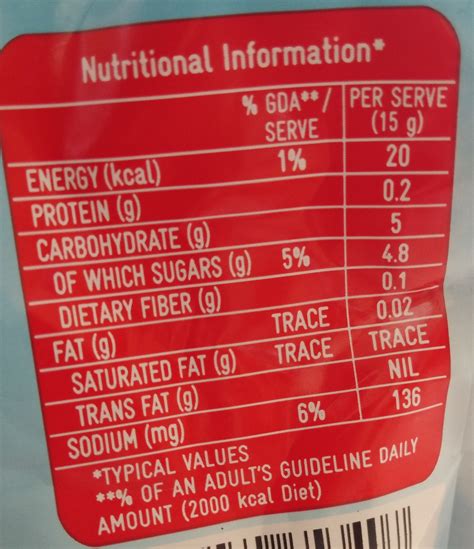 Nutritional Information*
% GDA**/ SERVE PER SERVE (15 g)
ENERGY (kcal) 1% 20
PROTEIN (g) 0.2
CARBOHYDRATE (g) 5
OF WHICH SUGARS (g) 5% 4.8
DIETARY FIBER (g) 0.1
FAT (g) TRACE 0.02
SATURATED FAT (g) TRACE TRACE
TRANS FAT (g) NIL
SODIUM (mg) 6% 136
*TYPICAL VALUES
**% OF AN ADULT'S GUIDELINE DAILY
AMOUNT (2000 kcal Diet)